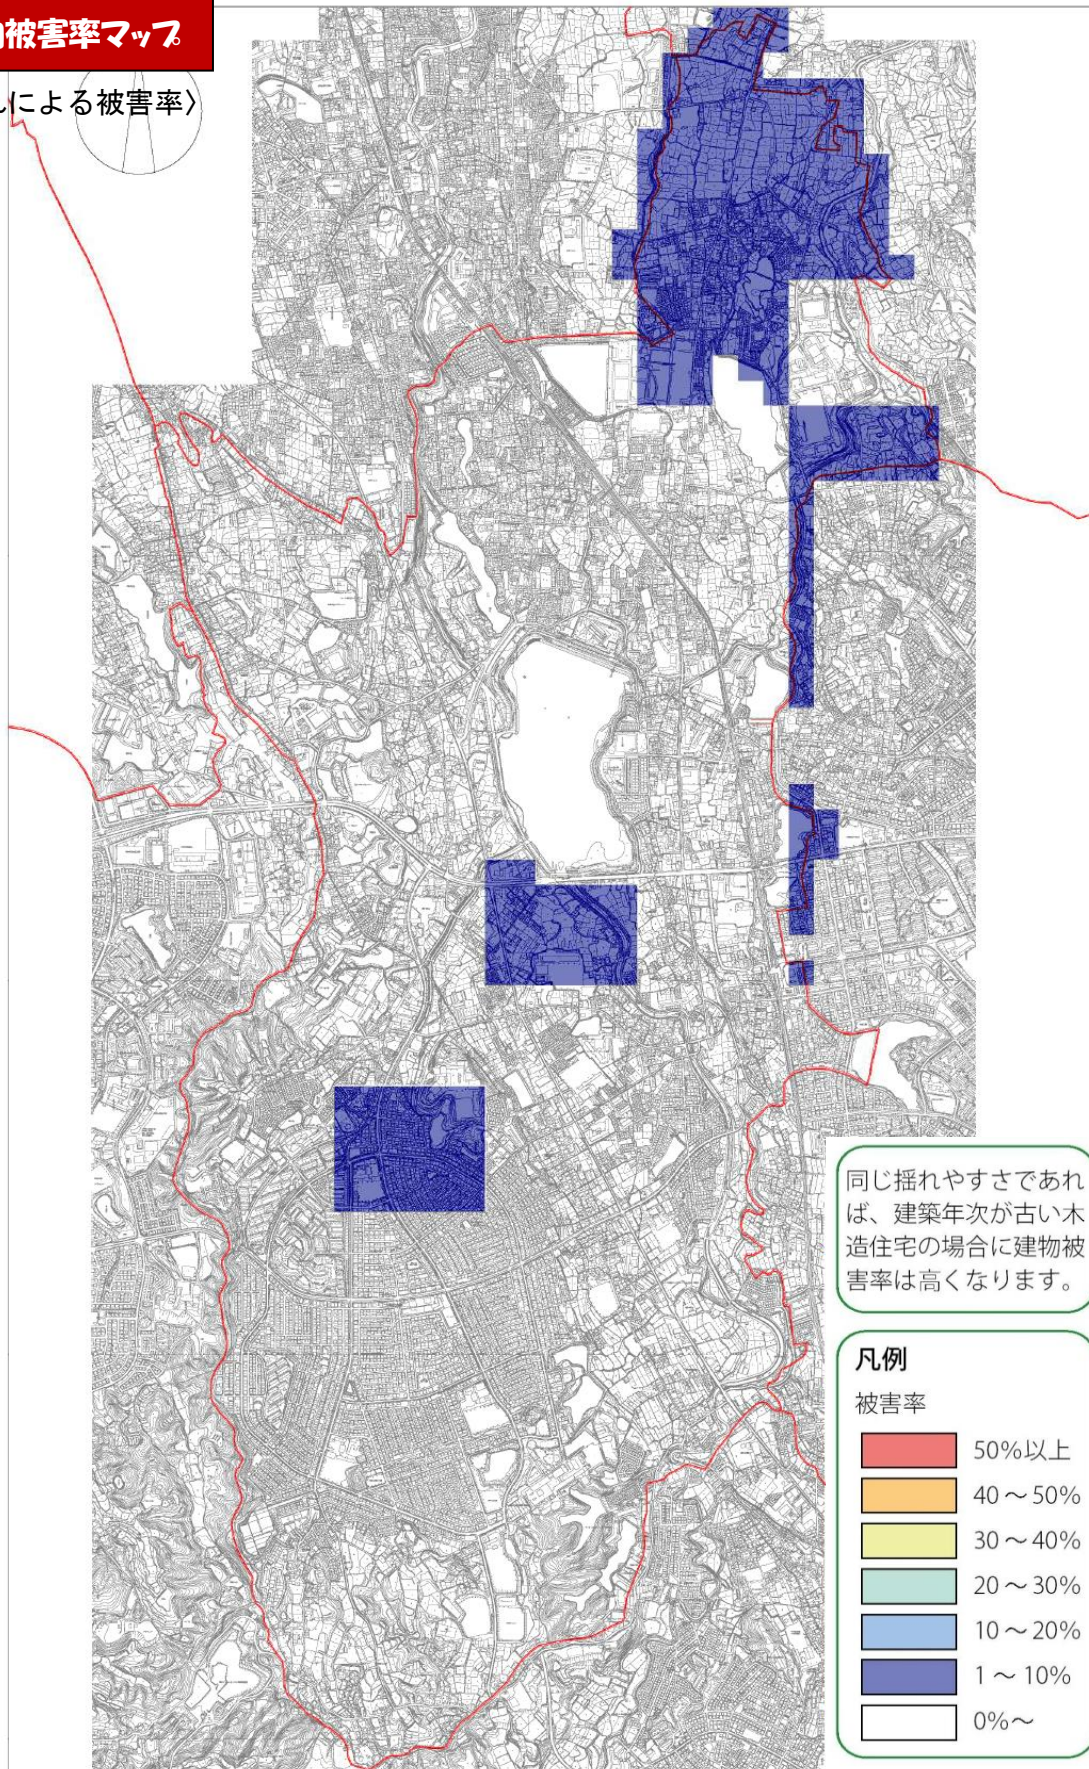 被害率マップ
による被害率〉
同じ揺れやすさであれ
ば、建築年次が古い木
造住宅の場合に建物被
害率は高くなります。
凡例
被害率
50%以上
40～50%
30～40%
20～30%
10～20%
1～10%
0%～